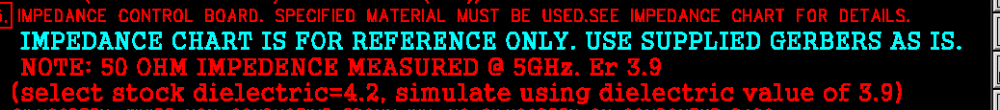 5. IMPEDANCE CONTROL BOARD. SPECIFIED MATERIAL MUST BE USED.SEE IMPEDANCE CHART FOR DETAILS.
IMPEDANCE CHART IS FOR REFERENCE ONLY. USE SUPPLIED GERBERS AS IS.
NOTE: 50 OHM IMPEDENCE MEASURED @ 5GHz. Er 3.9
(select stock dielectric=4.2, simulate using dielectric value of 3.9)